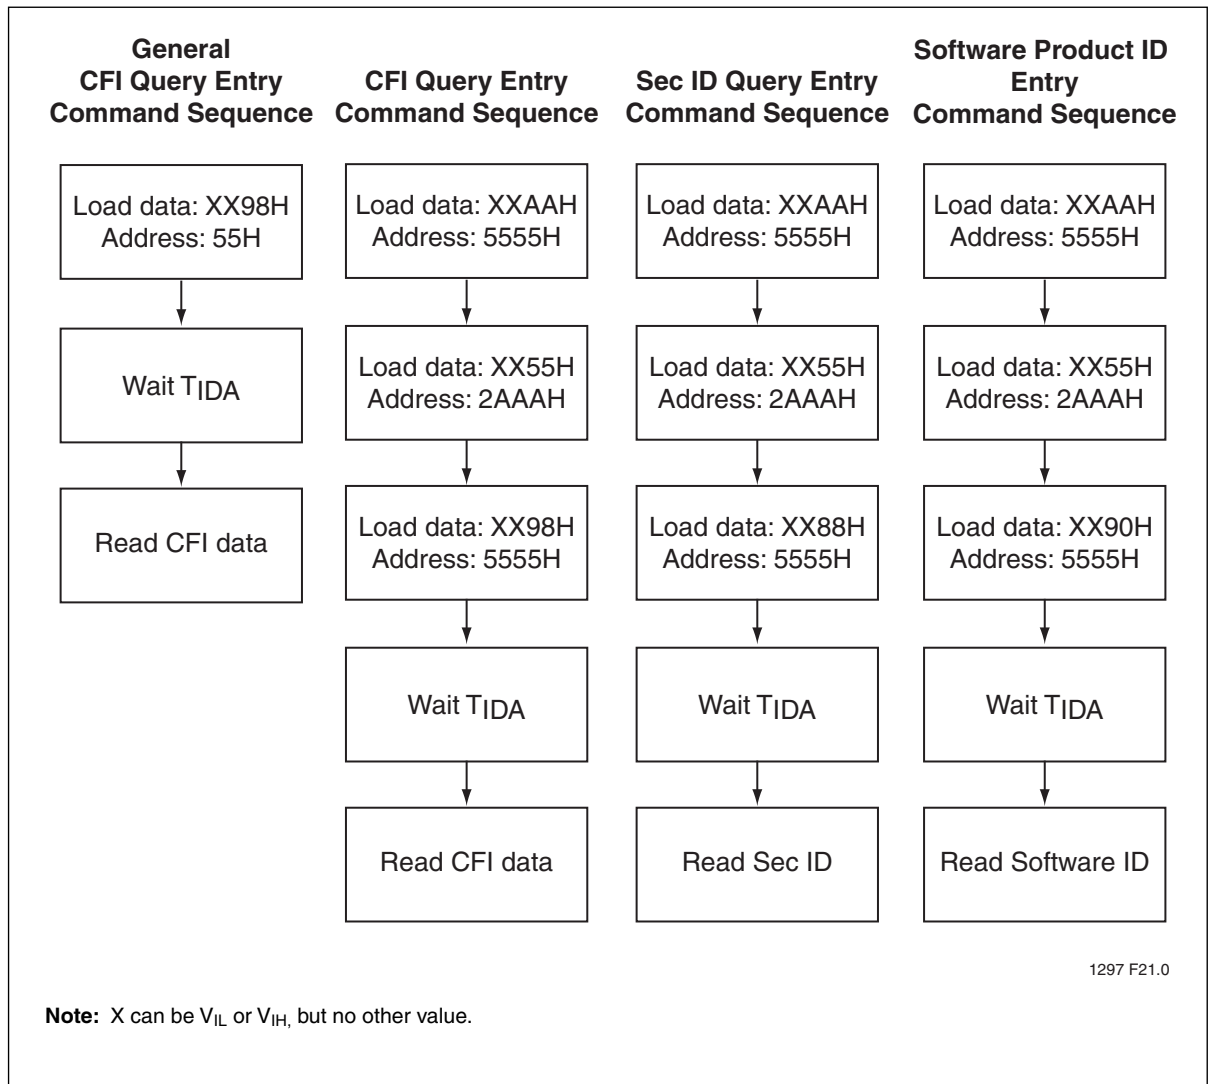 General
CFI Query Entry
Command Sequence
Load data: XX98H
Address: 55H
Wait TIDA
Read CFI data
CFI Query Entry
Command Sequence
Load data: XXAAH
Address: 5555H
Load data: XX55H
Address: 2AAAH
Load data: XX98H
Address: 5555H
Wait TIDA
Read CFI data
Sec ID Query Entry
Command Sequence
Load data: XXAAH
Address: 5555H
Load data: XX55H
Address: 2AAAH
Load data: XX88H
Address: 5555H
Wait TIDA
Read Sec ID
Software Product ID
Entry
Command Sequence
Load data: XXAAH
Address: 5555H
Load data: XX55H
Address: 2AAAH
Load data: XX90H
Address: 5555H
Wait TIDA
Read Software ID
1297 F21.0
Note: X can be VIL or VIH, but no other value.